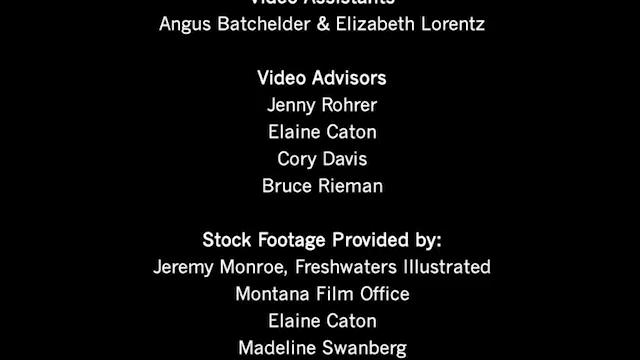 Video Assistants
Angus Batchelder & Elizabeth Lorentz
Video Advisors
Jenny Rohrer
Elaine Caton
Cory Davis
Bruce Rieman
Stock Footage Provided by:
Jeremy Monroe, Freshwaters Illustrated
Montana Film Office
Elaine Caton
Madeline Swanberg